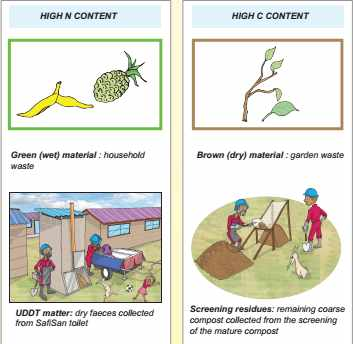 HIGH N CONTENT
Green (wet) material : household
waste
UDDT matter: dry faeces collected
from SafiSan toilet
HIGH C CONTENT
Brown (dry) material : garden waste
Screening residues: remaining coarse
compost collected from the screening
of the mature compost